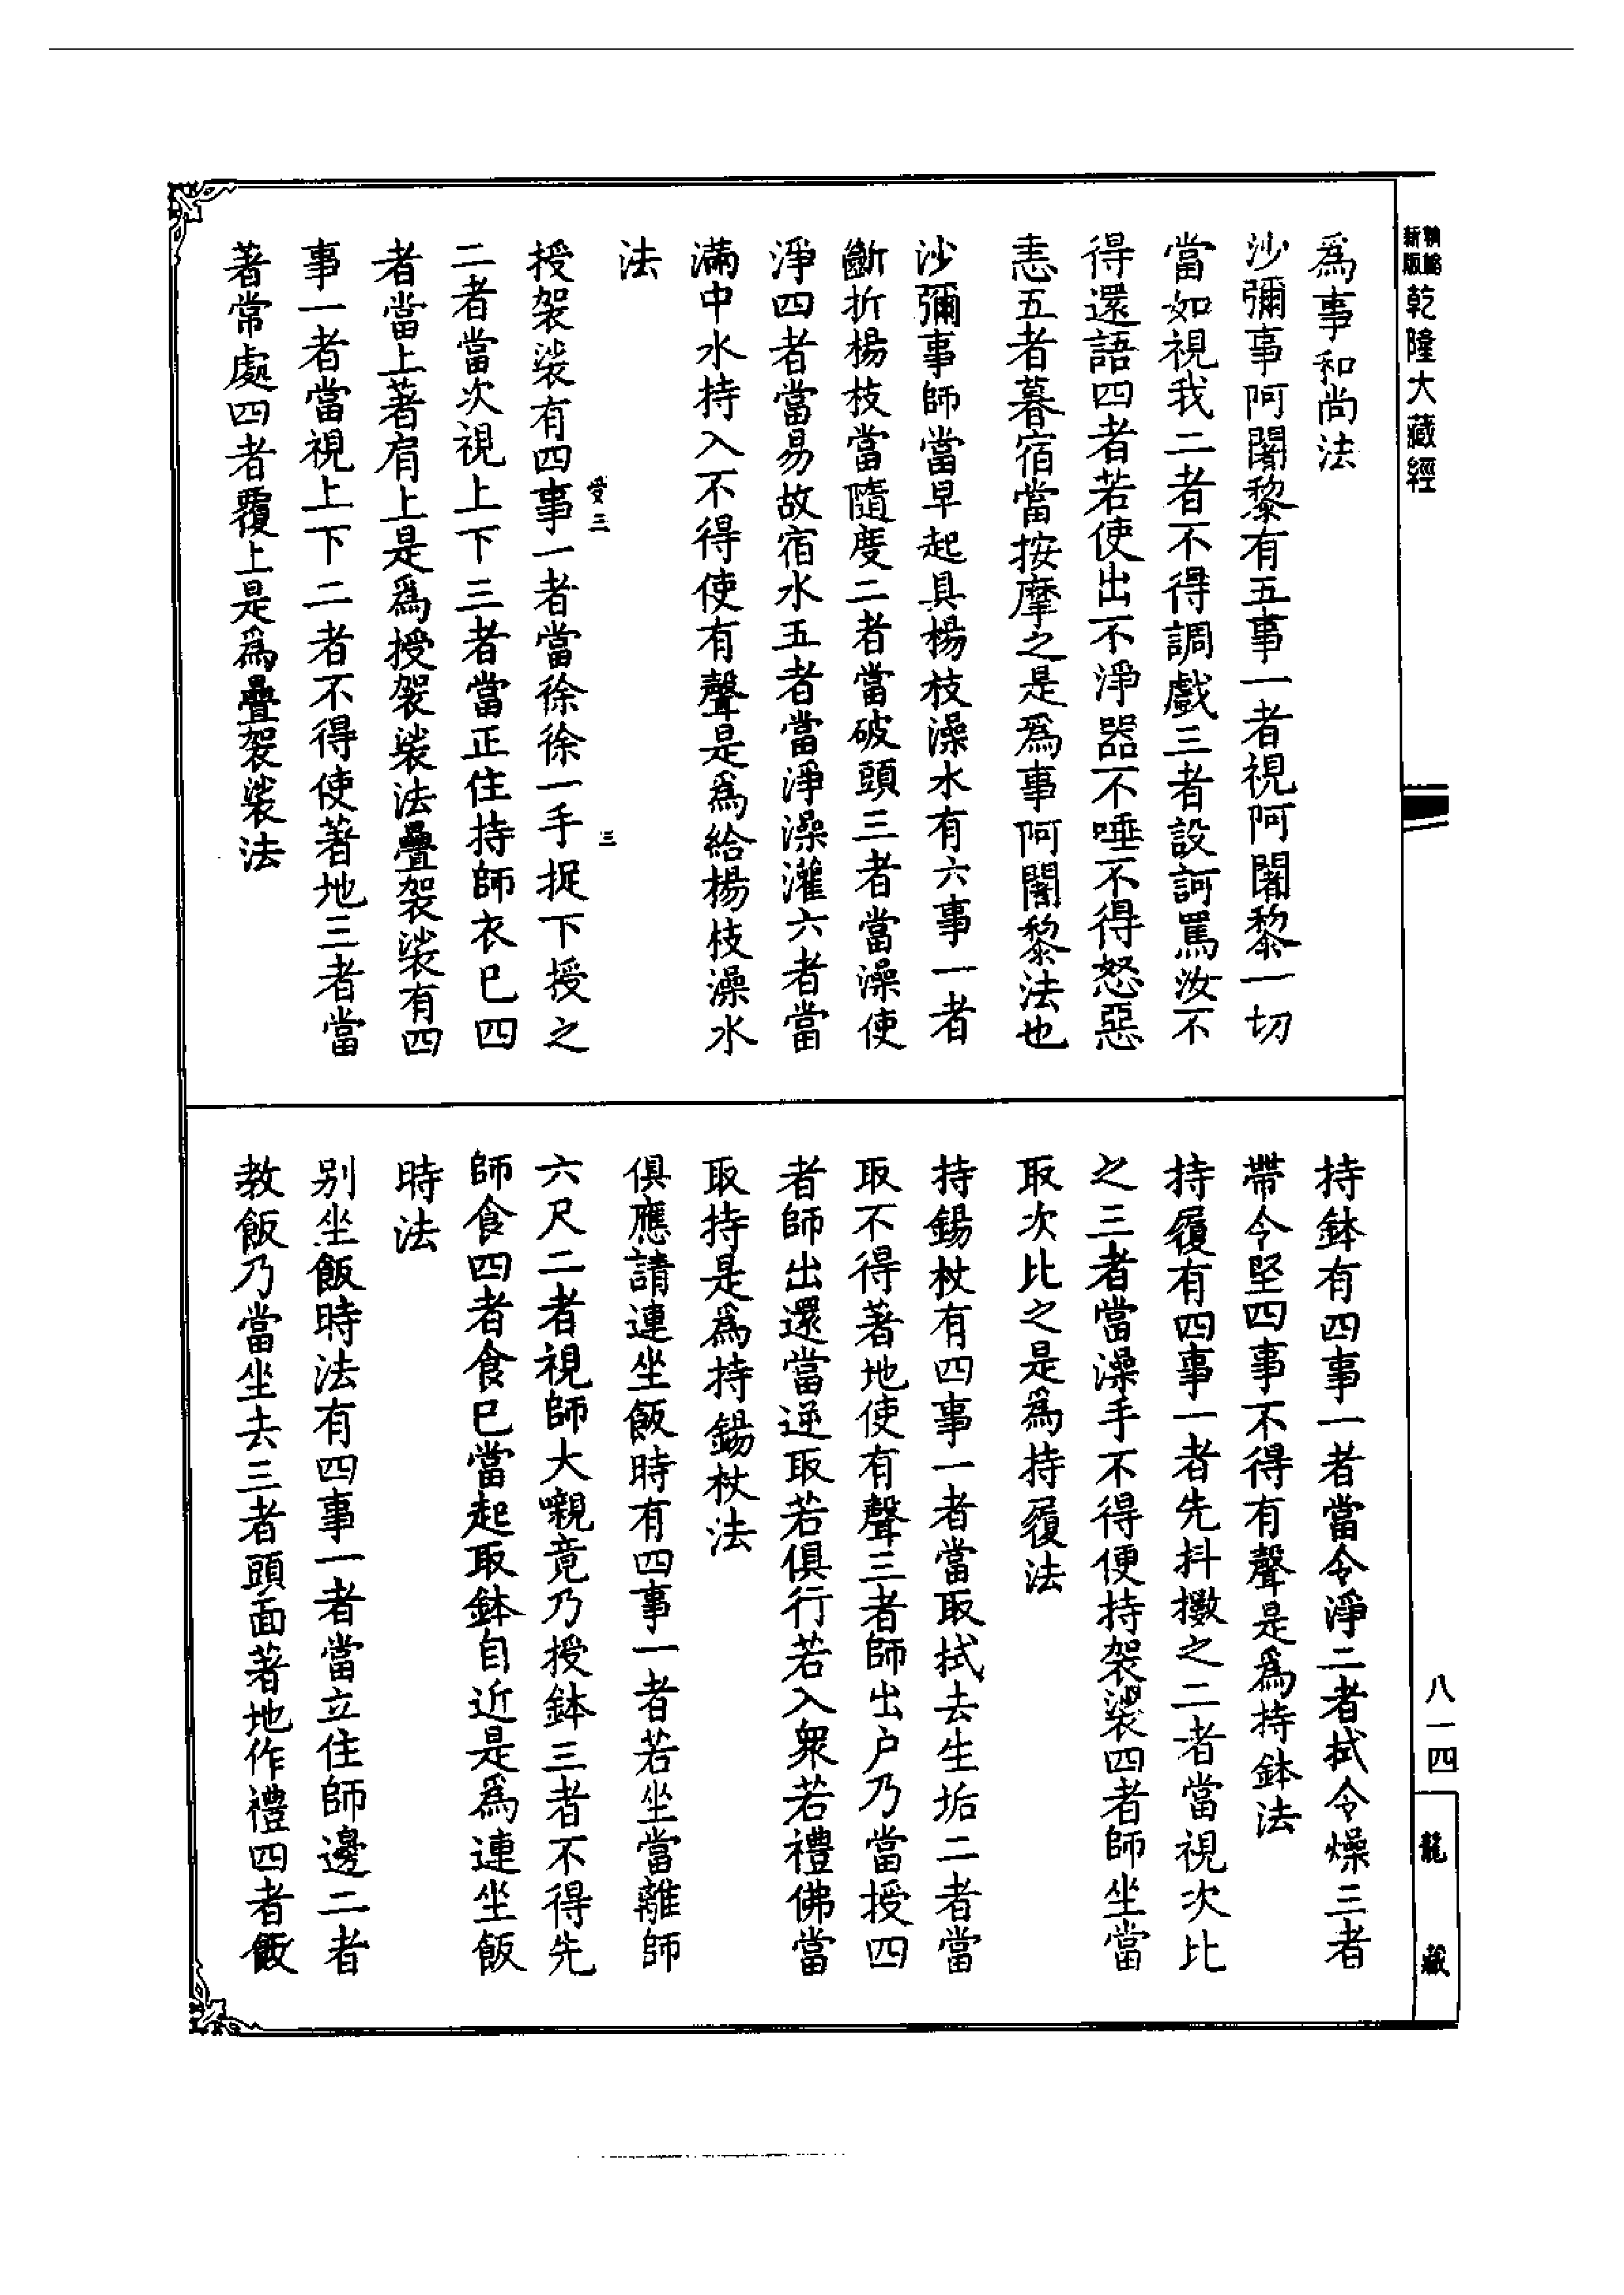 新版精縮乾隆大藏經
爲事和尚法
沙彌事阿闍黎有五事一者視阿闍黎一切
當如視我二者不得調戲三者設訶罵汝不
得還語四者若使出不淨器不唾不得怒惡
恚五者暮宿當按摩之是爲事阿闍黎法也
沙彌事師當早起具楊枝澡水有六事一者
斷折楊枝當隨度二者當破頭三者當澡使
淨四者當易故宿水五者當淨澡灌六者當
滿中水持入不得使有聲是爲給楊枝澡水
法
受三
三
授袈裟有四事一者當徐徐一手捉下授之
二者當次視上下三者當正住持師衣已四
者當上著肩上是爲授袈裟法疊袈裟有四
事一者當視上下二者不得使著地三者當
著常處四者覆上是爲疊袈裟法
持鉢有四事一者當令淨二者拭令燥三者
帶令堅四事不得有聲是爲持鉢法
持履有四事一者先抖擻之二者當視次比
之三者當澡手不得便持袈裟四者師坐當
取次比之是爲持履法
持錫杖有四事一者當取拭去生垢二者當
取不得著地使有聲三者師出户乃當授四
者師出還當逆取若俱行若入衆若禮佛當
取持是爲持錫杖法
俱應請連坐飯時有四事一者若坐當離師
六尺二者視師大嚫竟乃授鉢三者不得先
師食四者食已當起取鉢自近是爲連坐飯
時法
别坐飯時法有四事一者當立住師邊二者
教飯乃當坐去三者頭面著地作禮四者飯
八一四
龍藏